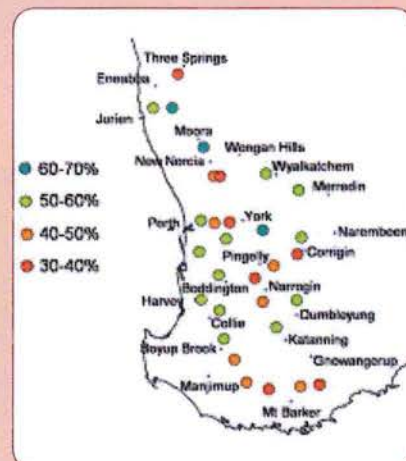 Three Springs
Eneabba
Jurien
Moora
Wongan Hills
New Norcia
Wyalkatchem
Merredin
60-70%
50-60%
40-50%
30-40%
Perth
York
Narembeen
Pingelly
Corrigin
Boddington
Narrogin
Harvey
Dumbleyung
Collie
Katanning
Boyup Brook
Gnowangerup
Manjimup
Mt Barker